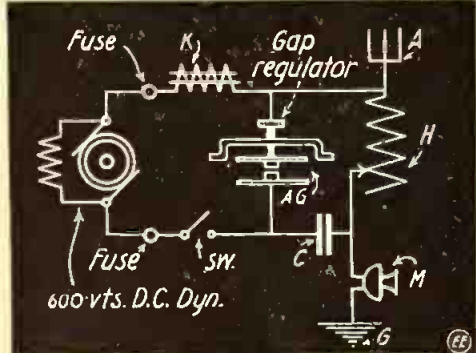 Fuse
K
Gap
regulator
A
H
AG
Fuse
SW.
C
M
600 vts. D.C. Dyn.
G
EE